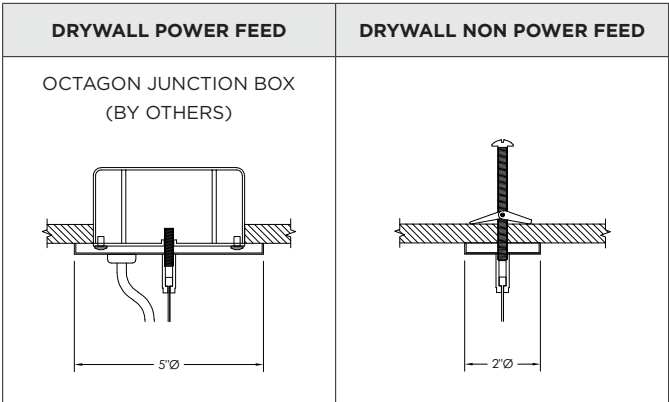 DRYWALL POWER FEED
DRYWALL NON POWER FEED
OCTAGON JUNCTION BOX
(BY OTHERS)
5"Ø
2"Ø